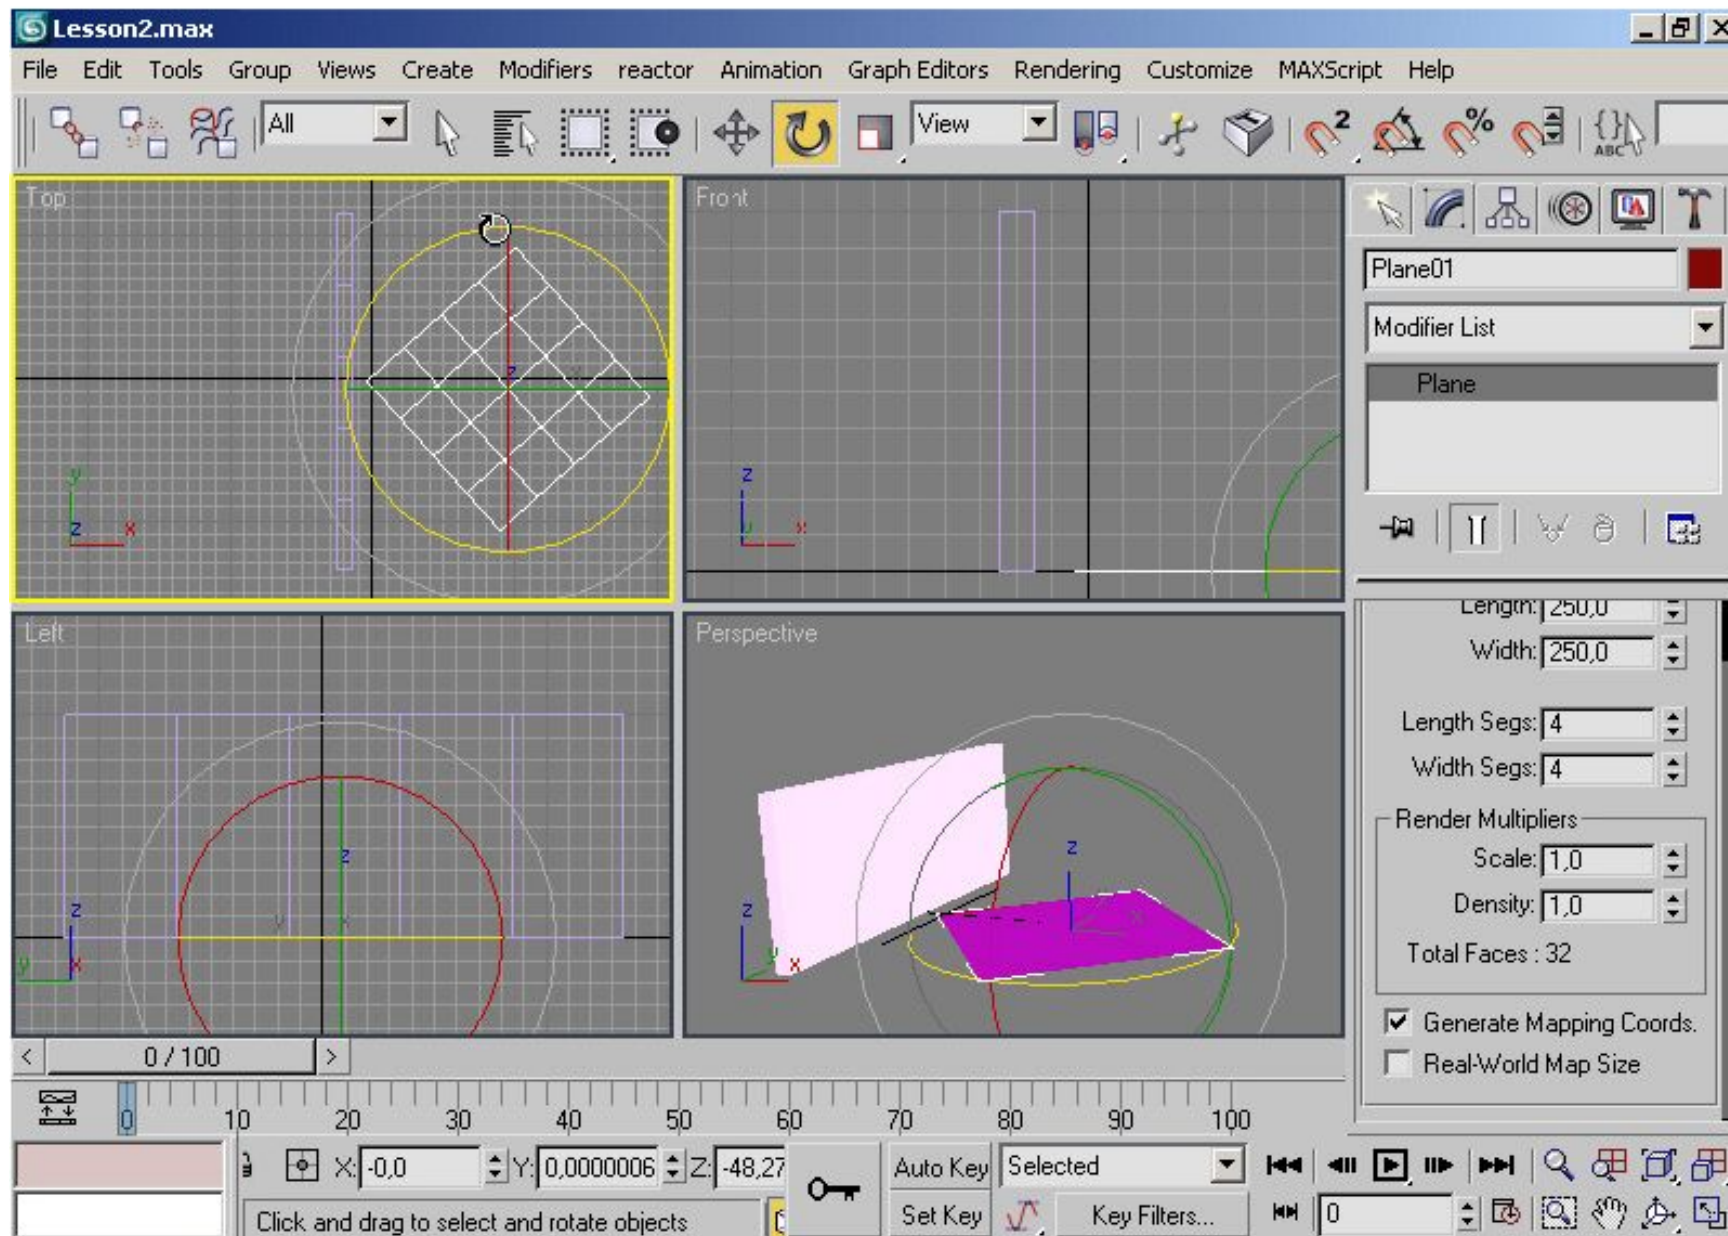 Lesson2.max
File Edit Tools Group Views Create Modifiers reactor Animation Graph Editors Rendering Customize MAXScript Help
All View 2 % {} ABC
Top
Front
Plane01
Modifier List
Plane
z
y
z x
z
y x
Left
Perspective
Length: 250,0
Width: 250,0
Length Segs: 4
Width Segs: 4
Render Multipliers
Scale: 1,0
Density: 1,0
Total Faces : 32
Generate Mapping Coords.
Real-World Map Size
z
z
y x
z
z
y x
< 0 / 100 >
0 10 20 30 40 50 60 70 80 90 100
X: -0,0 Y: 0,0000006 Z: -48,27
Auto Key Selected
Click and drag to select and rotate objects
Set Key Key Filters... 0